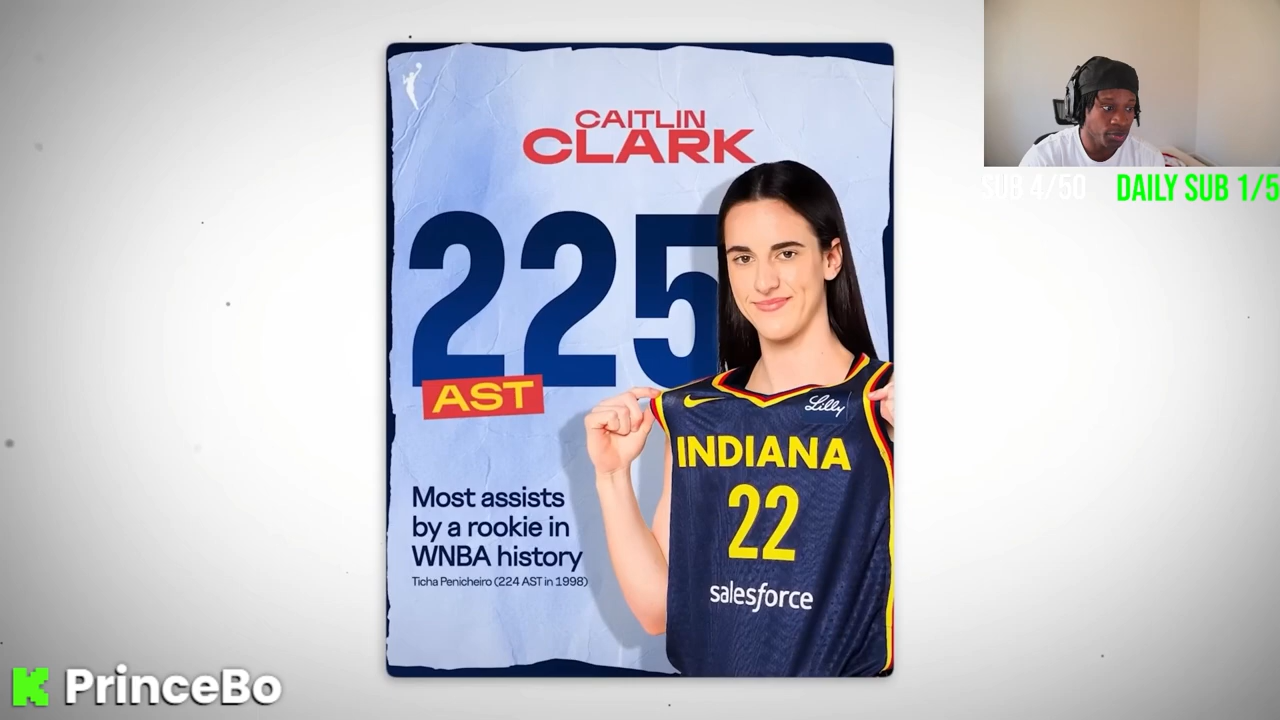 CAITLIN
CLARK
225
AST
Most assists
by a rookie in
WNBA history
Ticha Penicheiro (224 AST in 1998)
Lilly
INDIANA
22
salesforce
SUB 4/50 DAILY SUB 1/5
K PrinceBo